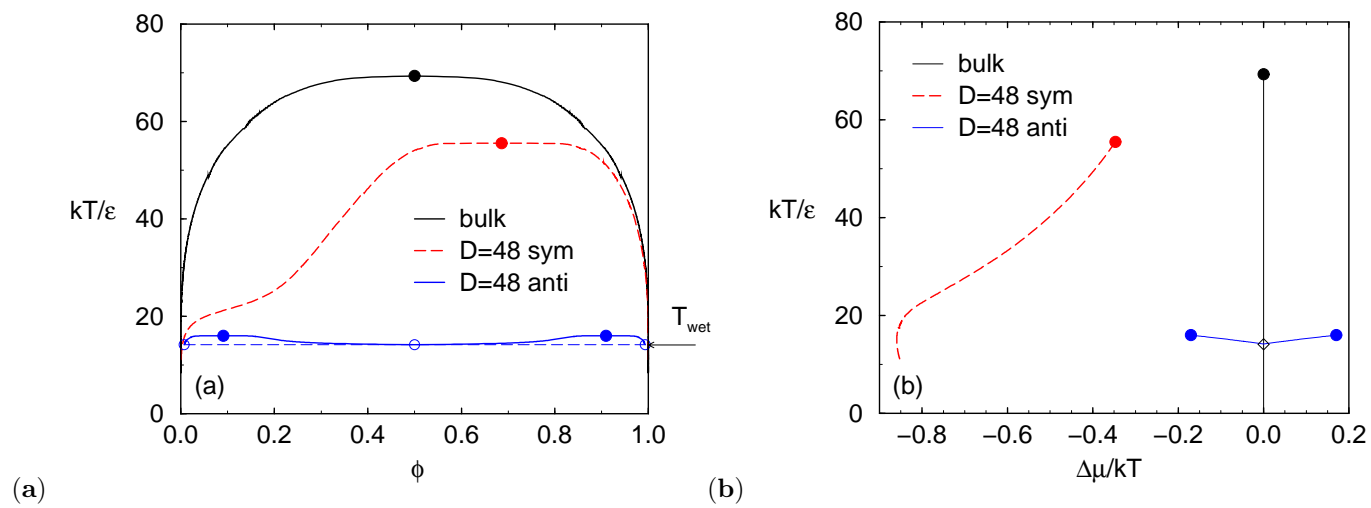 80
60
40
20
0
kT/ε
bulk
D=48 sym
D=48 anti
T_wet
(a)
0.0 0.2 0.4 0.6 0.8 1.0
ϕ
(a)
80
60
40
20
0
kT/ε
bulk
D=48 sym
D=48 anti
(b)
−0.8 −0.6 −0.4 −0.2 0.0 0.2
Δμ/kT
(b)